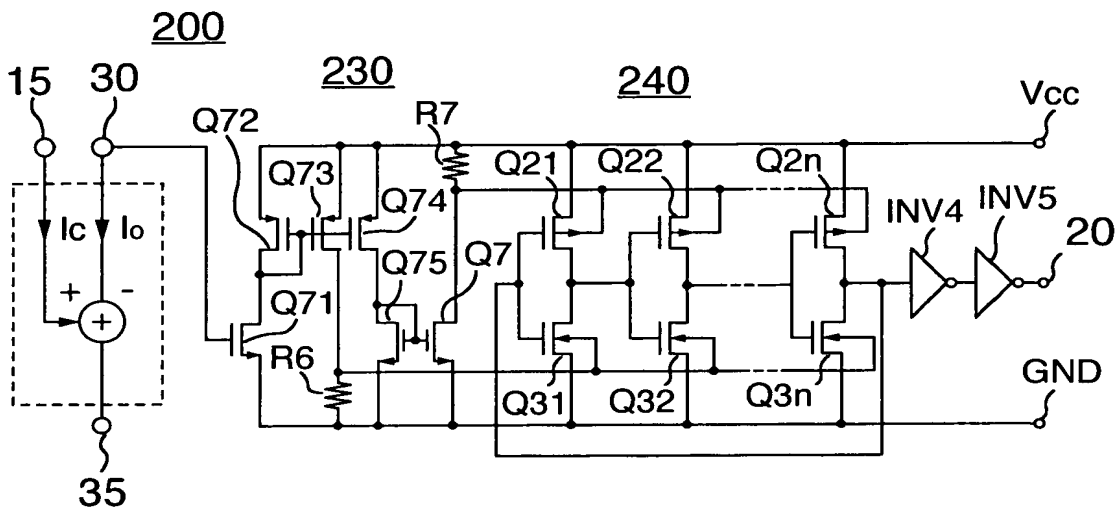 200
15
30
230
240
Vcc
Q72
R7
Q73
Q21
Q22
Q2n
INV4
INV5
20
Q74
Ic
Io
Q75
Q7
+
-
+
Q71
R6
Q31
Q32
Q3n
GND
35